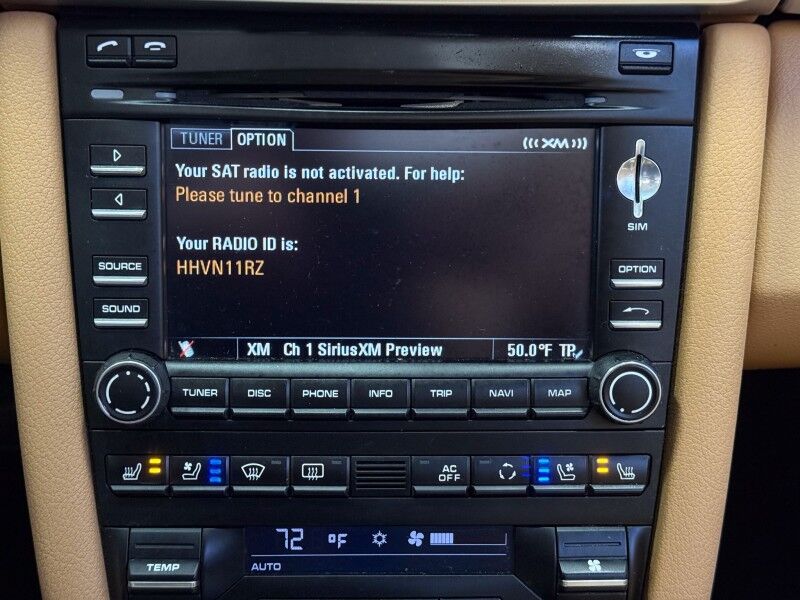 TUNER OPTION (((XM)))
Your SAT radio is not activated. For help:
Please tune to channel 1
SIM
Your RADIO ID is:
HHVN11RZ
SOURCE
OPTION
SOUND
XM Ch 1 SiriusXM Preview 50.0°F TP
TUNER DISC PHONE INFO TRIP NAVI MAP
AC
OFF
72 °F
TEMP
AUTO